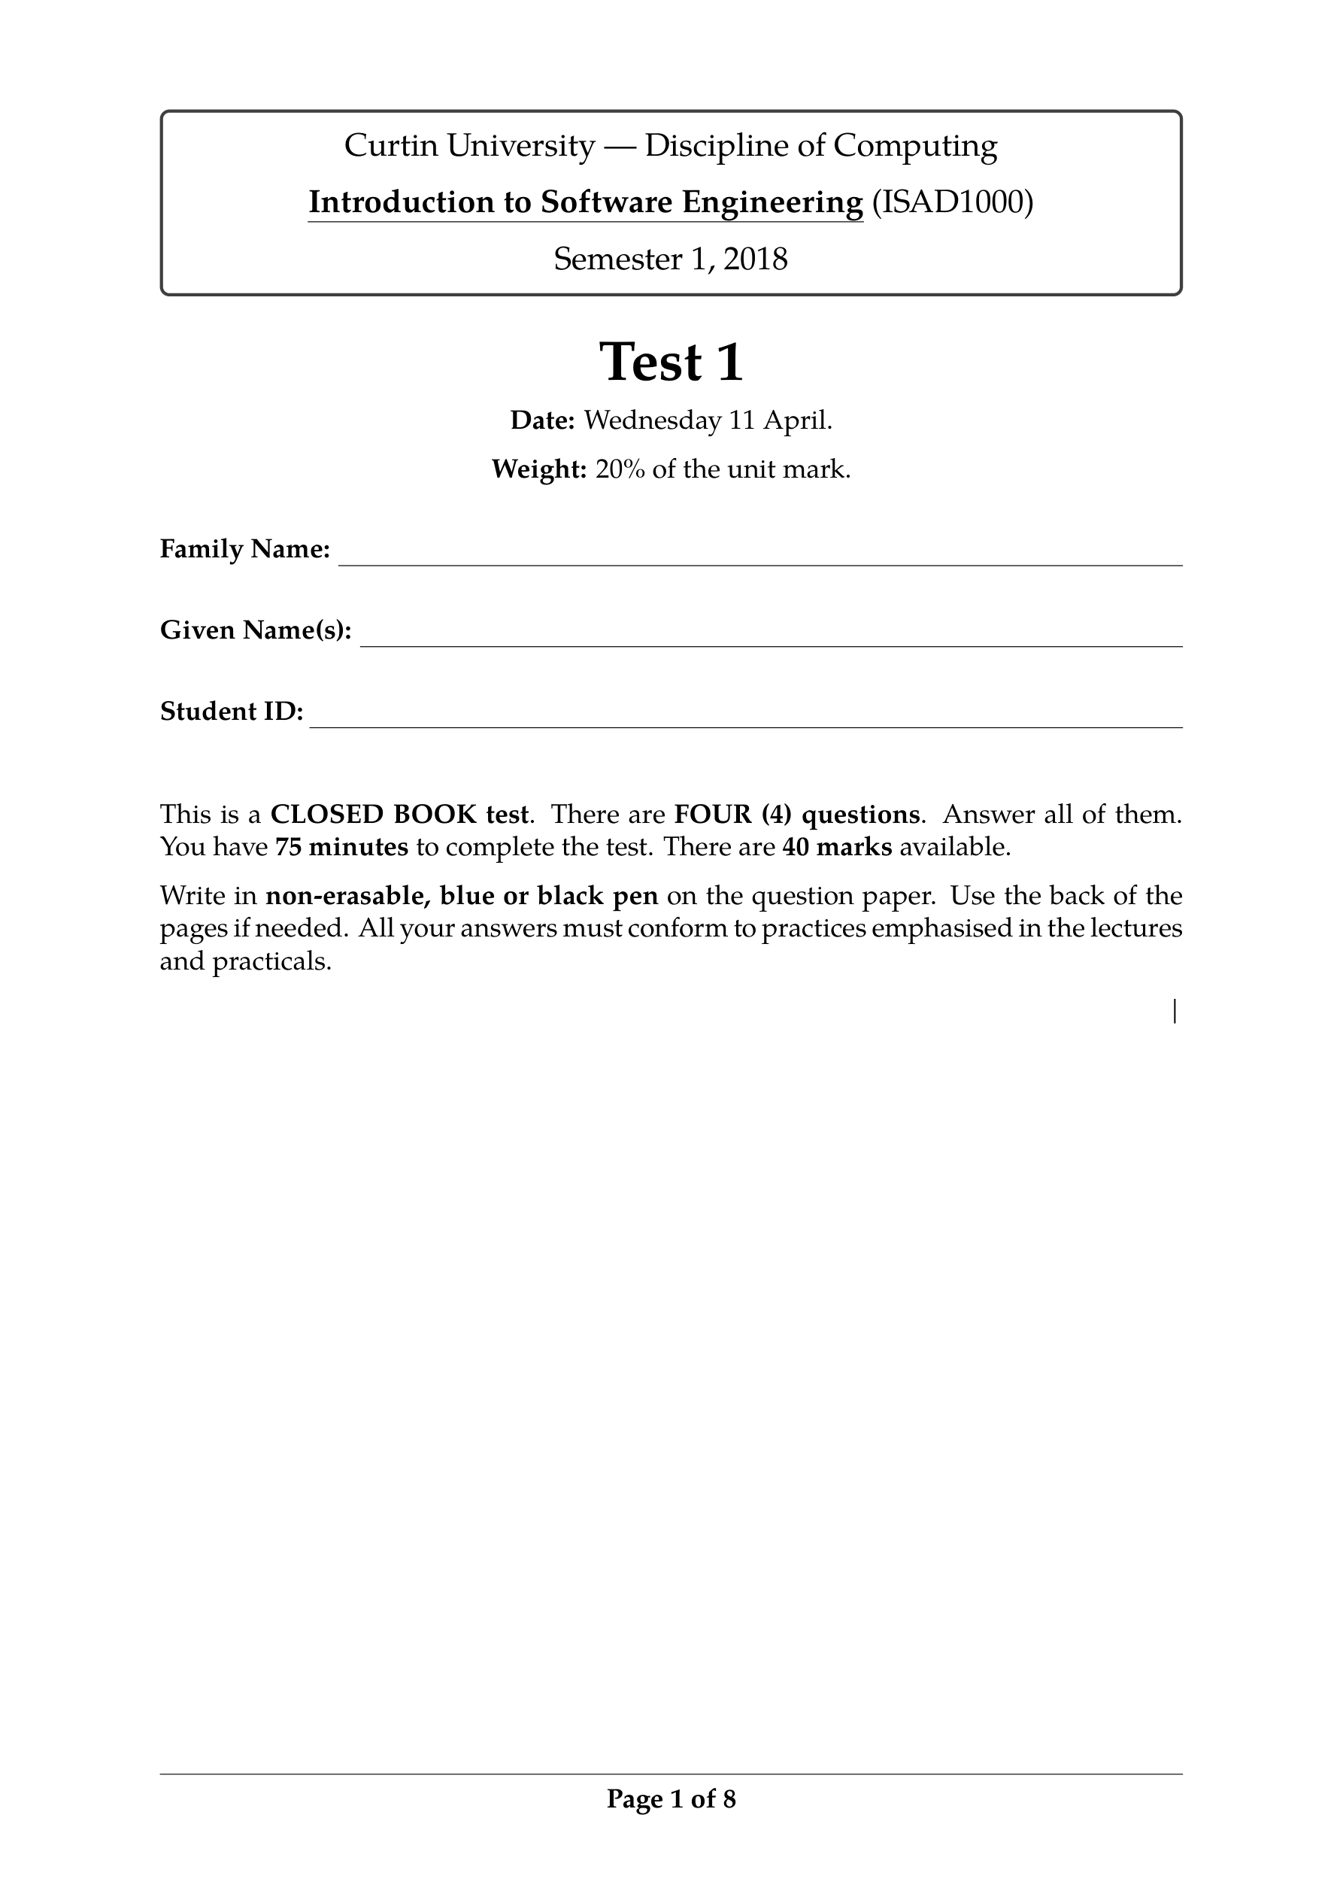 Curtin University — Discipline of Computing
Introduction to Software Engineering (ISAD1000)
Semester 1, 2018
Test 1
Date: Wednesday 11 April.
Weight: 20% of the unit mark.
Family Name:
Given Name(s):
Student ID:
This is a CLOSED BOOK test. There are FOUR (4) questions. Answer all of them.
You have 75 minutes to complete the test. There are 40 marks available.
Write in non-erasable, blue or black pen on the question paper. Use the back of the
pages if needed. All your answers must conform to practices emphasised in the lectures
and practicals.
|
Page 1 of 8